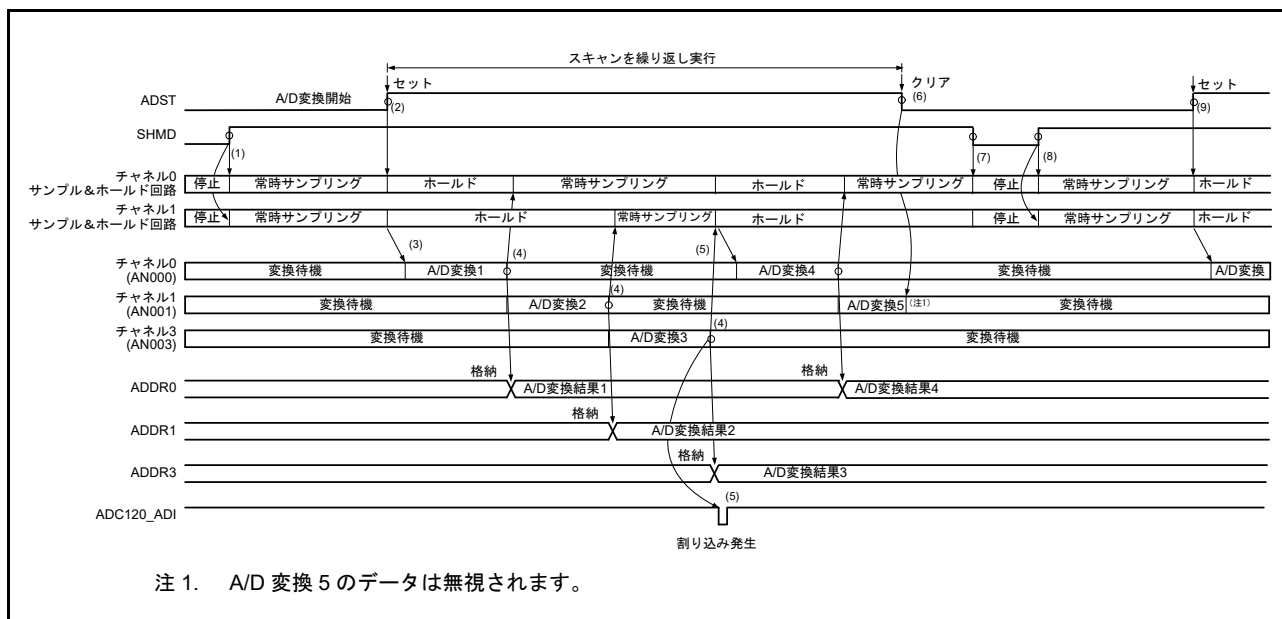 スキャンを繰り返し実行
セット
クリア
セット
ADST
A/D変換開始
(2)
(6)
(9)
SHMD
(1)
(7)
(8)
チャネル0
サンプル&ホールド回路
停止
常時サンプリング
ホールド
常時サンプリング
ホールド
常時サンプリング
停止
常時サンプリング
ホールド
チャネル1
サンプル&ホールド回路
停止
常時サンプリング
ホールド
常時サンプリング
ホールド
停止
常時サンプリング
ホールド
(3)
(4)
(5)
チャネル0
(AN000)
変換待機
A/D変換1
変換待機
A/D変換4
変換待機
A/D変換
チャネル1
(AN001)
変換待機
A/D変換2
(4)
変換待機
A/D変換5
(注1)
変換待機
チャネル3
(AN003)
変換待機
A/D変換3
(4)
変換待機
ADDR0
格納
A/D変換結果1
格納
A/D変換結果4
ADDR1
格納
A/D変換結果2
ADDR3
格納
A/D変換結果3
ADC120_ADI
(5)
割り込み発生
注 1. A/D 変換 5 のデータは無視されます。